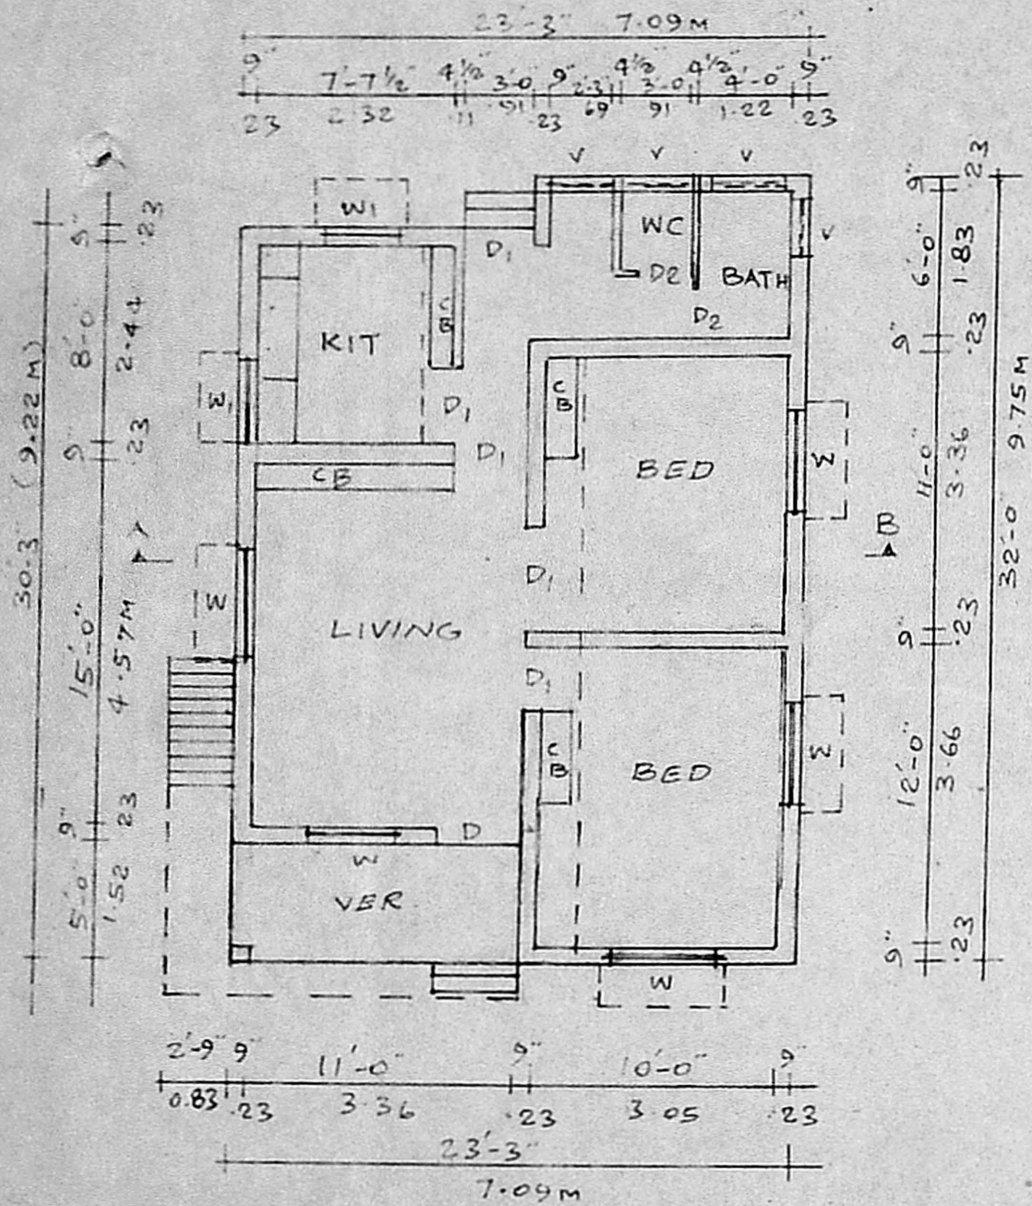 23'-3" 7.09M
9" 7'-7½" 4½" 3'-0 9" 2'-3" 4½" 3'-0 4½" 4'-0" 9"
.23 2.32 .11 .91 .23 .69 91 1.22 .23
V V V
W1
D1
WC
D2
BATH
V
D2
KIT
CB
W1
D1
D1
CB
CB
BED
W
B
W
LIVING
D1
D1
CB
BED
W
D
W
VER
W
30.3 (9.22 M)
9" .23
8'-0 2.44
9" .23
15'-0" 4.57M
9" 23
5'-0" 1.52
9" .23
6'-0" 1.83
9" .23
11'-0" 3.36
9" .23
12'-0" 3.66
9" .23
32'-0" 9.75M
2'-9" 9" 11'-0" 9" 10'-0" 9"
0.83 .23 3.36 .23 3.05 .23
23'-3"
7.09M